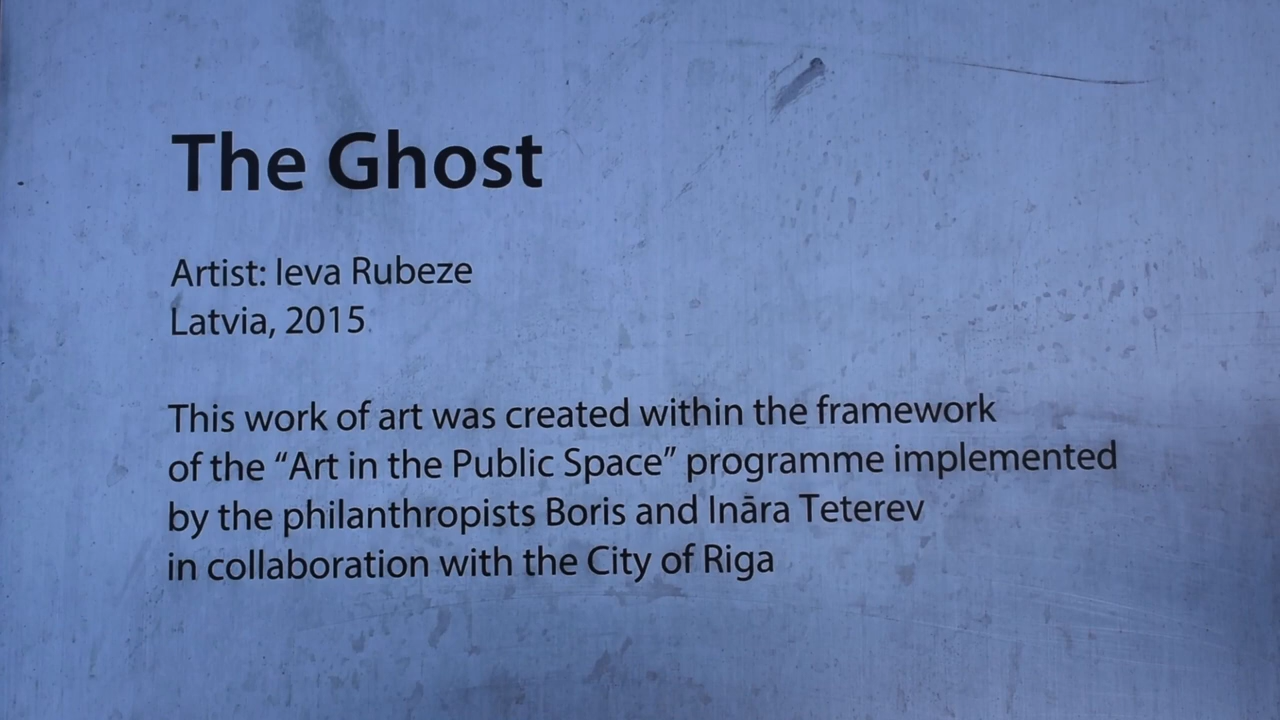 The Ghost
Artist: Ieva Rubeze
Latvia, 2015
This work of art was created within the framework
of the “Art in the Public Space” programme implemented
by the philanthropists Boris and Ināra Teterev
in collaboration with the City of Riga